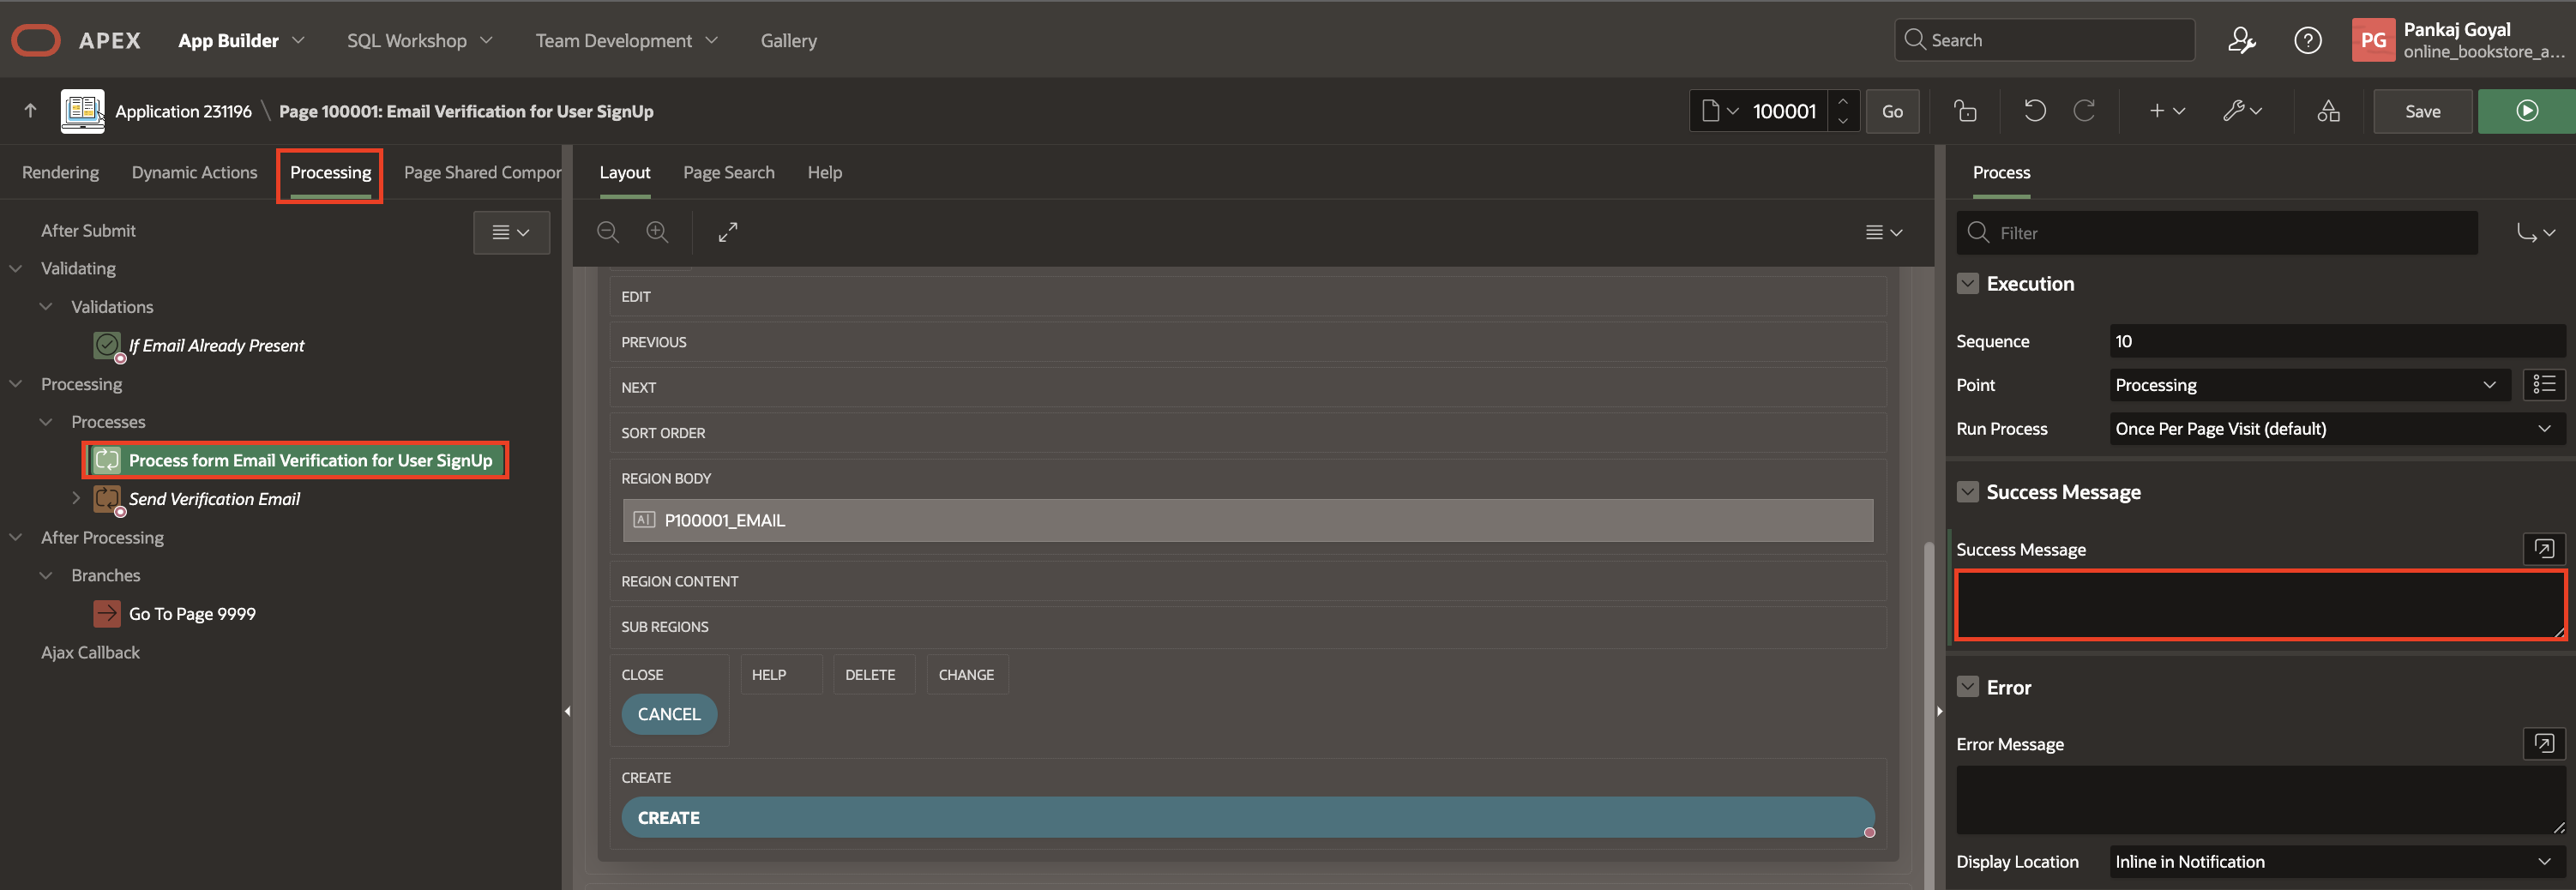 APEX App Builder SQL Workshop Team Development Gallery Search PG Pankaj Goyal
online_bookstore_a...
Application 231196 \ Page 100001: Email Verification for User SignUp 100001 Go Save
Rendering Dynamic Actions Processing Page Shared Compor
After Submit
Validating
Validations
If Email Already Present
Processing
Processes
Process form Email Verification for User SignUp
Send Verification Email
After Processing
Branches
Go To Page 9999
Ajax Callback
Layout Page Search Help
EDIT
PREVIOUS
NEXT
SORT ORDER
REGION BODY
P100001_EMAIL
REGION CONTENT
SUB REGIONS
CLOSE HELP DELETE CHANGE
CANCEL
CREATE
CREATE
Process
Filter
Execution
Sequence 10
Point Processing
Run Process Once Per Page Visit (default)
Success Message
Success Message
Error
Error Message
Display Location Inline in Notification